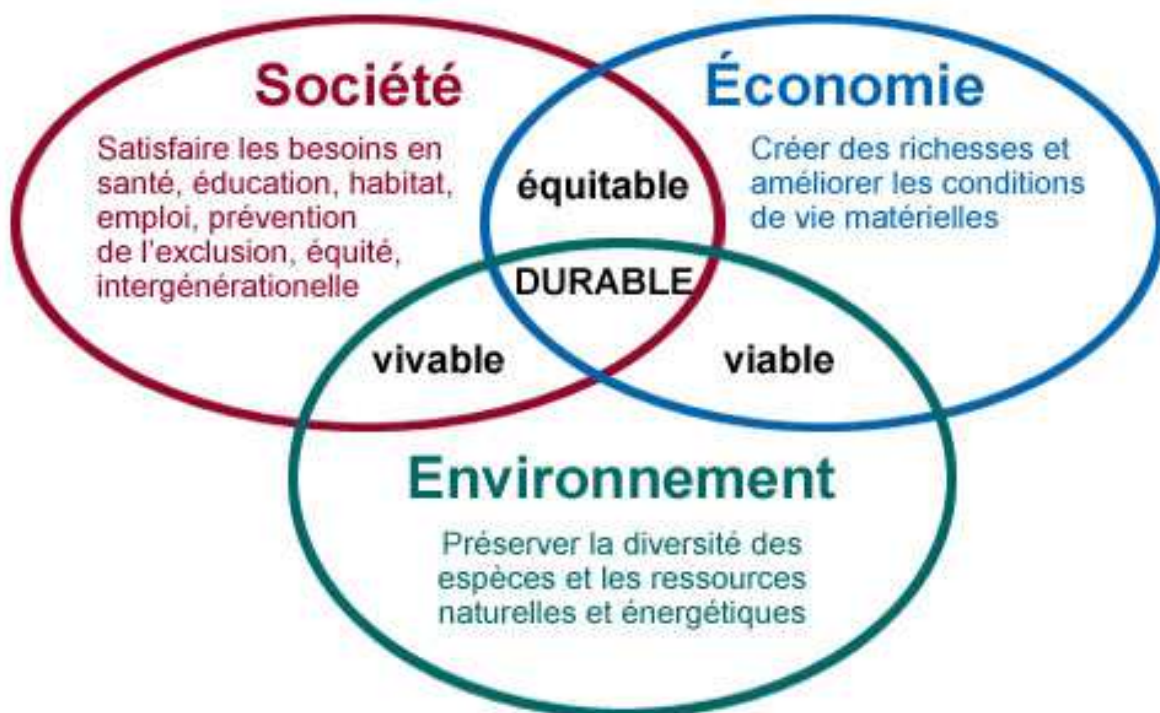 Société
Satisfaire les besoins en
santé, éducation, habitat,
emploi, prévention
de l'exclusion, équité,
intergénérationelle
Économie
Créer des richesses et
améliorer les conditions
de vie matérielles
équitable
DURABLE
vivable
viable
Environnement
Préserver la diversité des
espèces et les ressources
naturelles et énergétiques